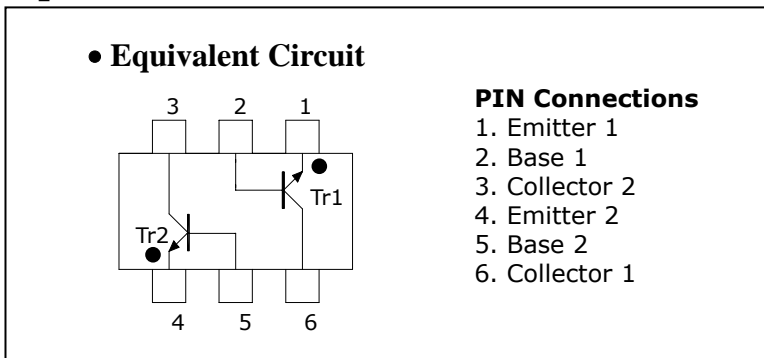 • Equivalent Circuit
3 2 1
Tr1
Tr2
4 5 6
PIN Connections
1. Emitter 1
2. Base 1
3. Collector 2
4. Emitter 2
5. Base 2
6. Collector 1